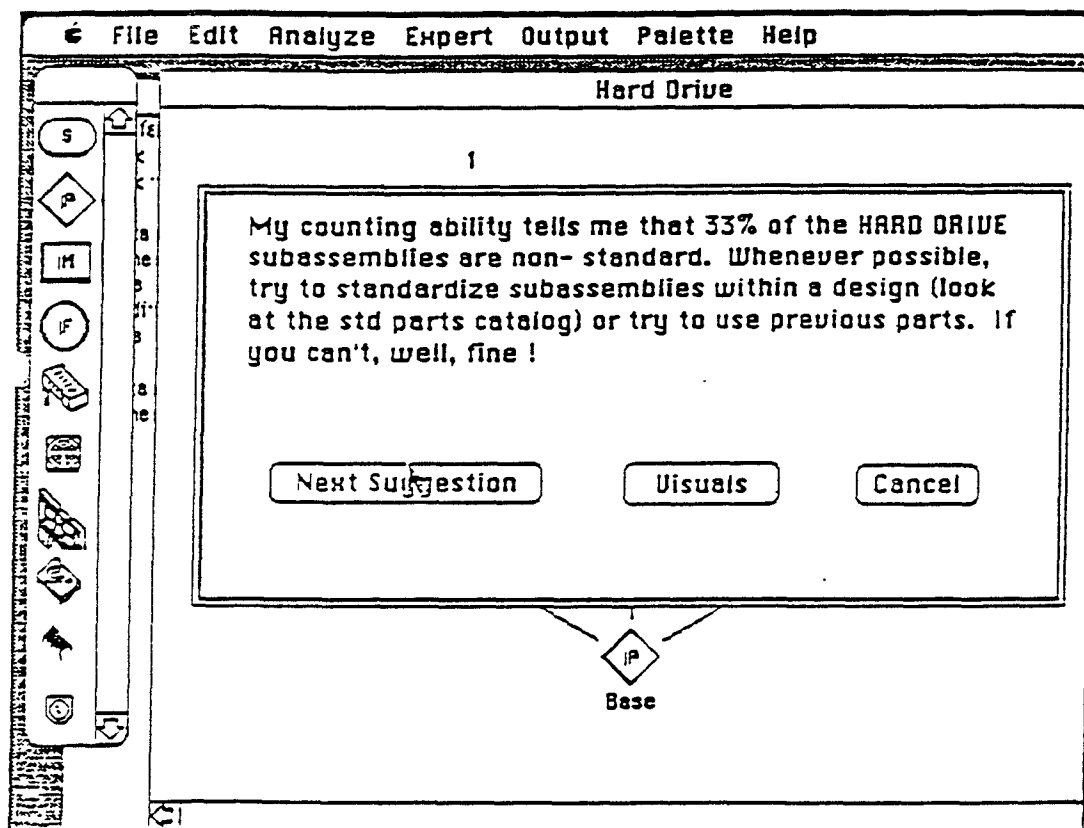 File Edit Analyze Expert Output Palette Help
Hard Drive
S
P
M
F
1
My counting ability tells me that 33% of the HARD DRIVE
subassemblies are non- standard. Whenever possible,
try to standardize subassemblies within a design (look
at the std parts catalog) or try to use previous parts. If
you can't, well, fine !
Next Suggestion Visuals Cancel
P
Base